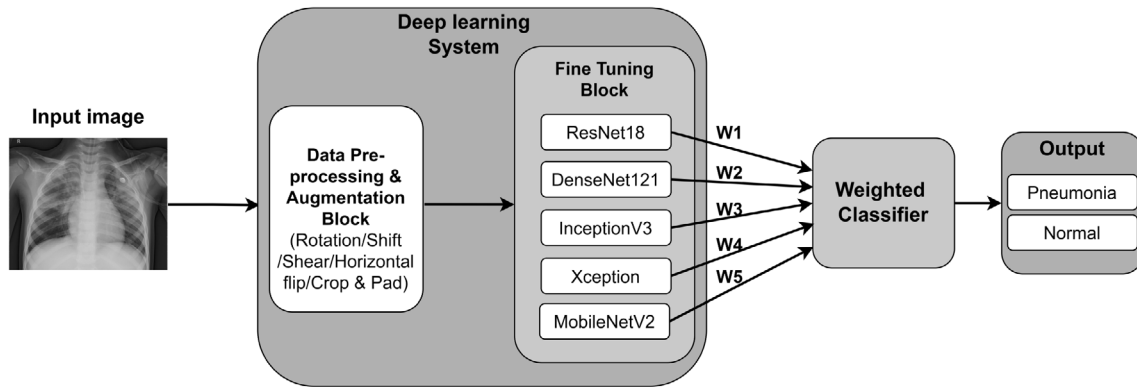 Input image
Deep learning
System
Data Pre-
processing &
Augmentation
Block
(Rotation/Shift
/Shear/Horizontal
flip/Crop & Pad)
Fine Tuning
Block
ResNet18
DenseNet121
InceptionV3
Xception
MobileNetV2
W1
W2
W3
W4
W5
Weighted
Classifier
Output
Pneumonia
Normal